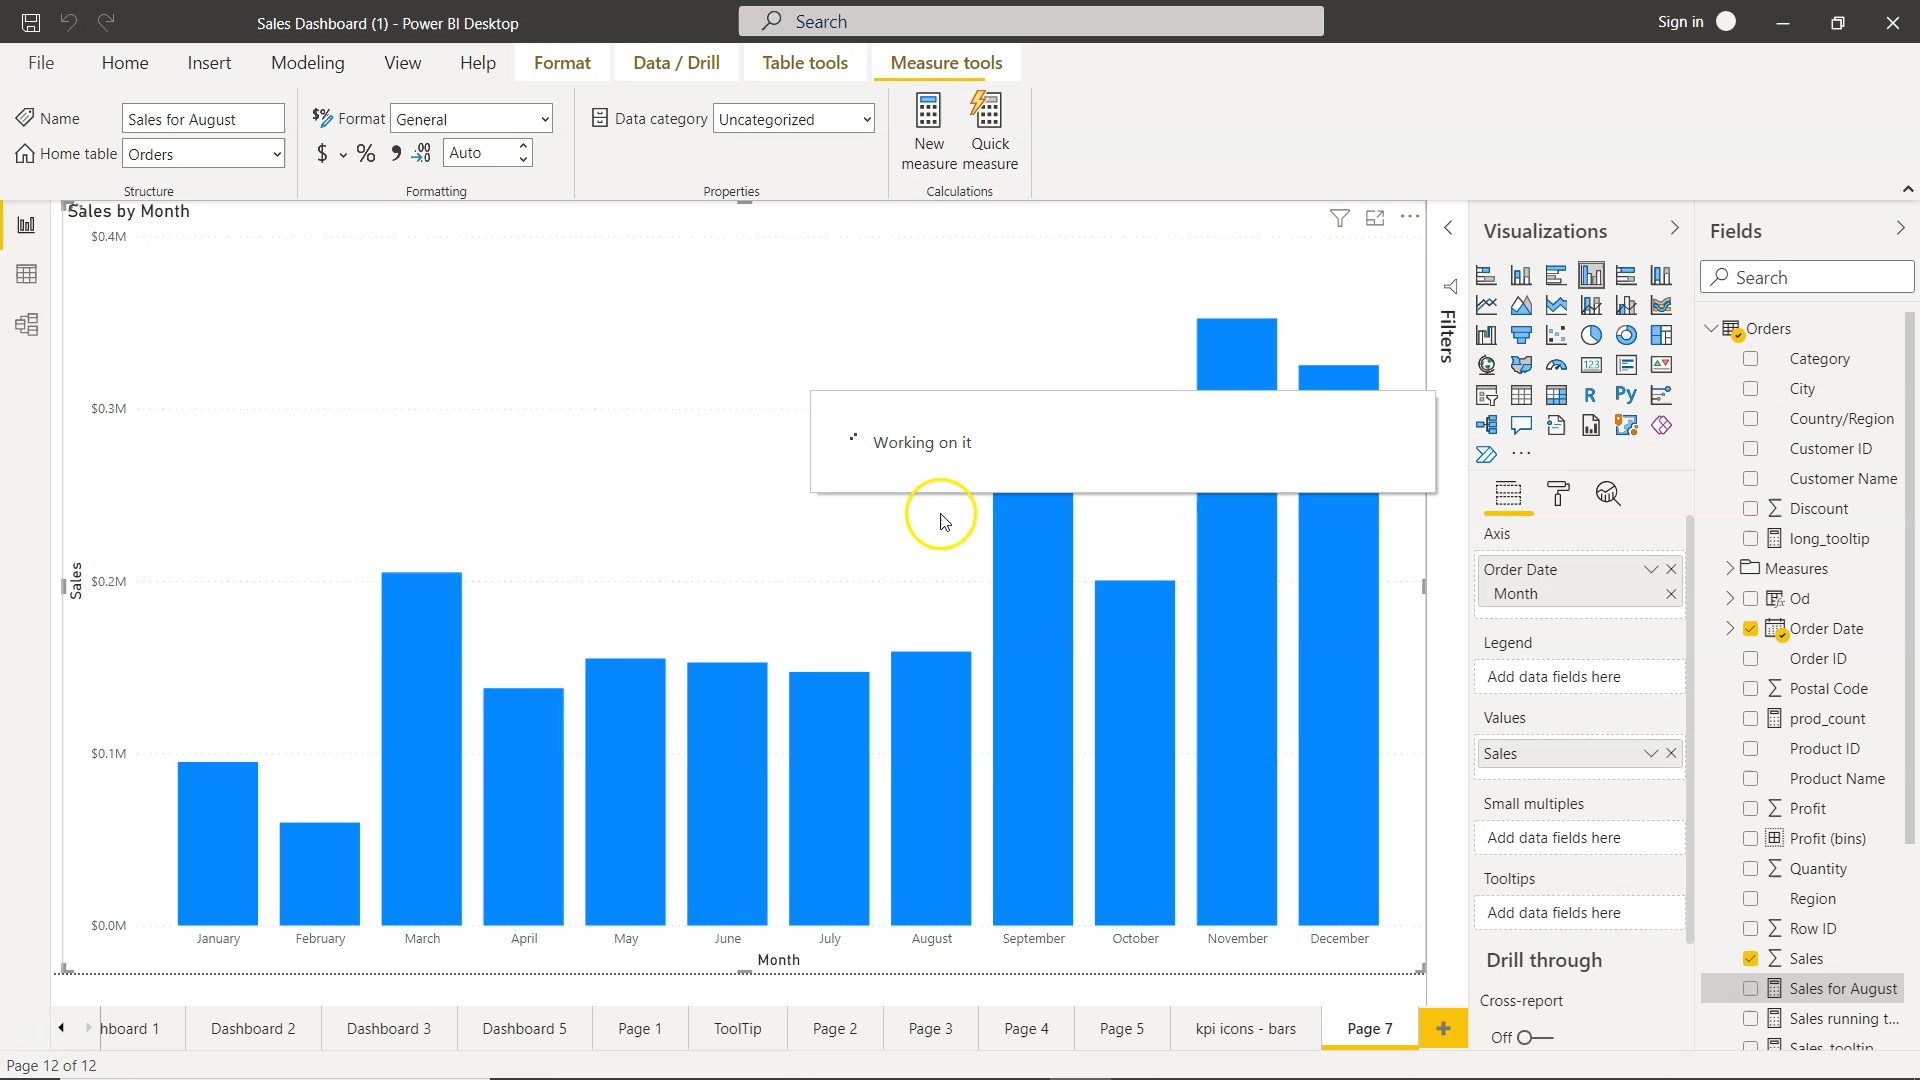 Sales Dashboard (1) - Power BI Desktop
Search
Sign in
File Home Insert Modeling View Help Format Data / Drill Table tools Measure tools
Name Sales for August
Home table Orders
Structure
$% Format General
$ % 9 .00 Auto
Formatting
Data category Uncategorized
Properties
New measure
Quick measure
Calculations
Sales by Month
$0.4M
$0.3M
$0.2M
$0.1M
$0.0M
Sales
Working on it
January February March April May June July August September October November December
Month
Filters
Visualizations
123
R Py
Axis
Order Date
Month
Legend
Add data fields here
Values
Sales
Small multiples
Add data fields here
Tooltips
Add data fields here
Drill through
Cross-report
Off
Fields
Search
Orders
Category
City
Country/Region
Customer ID
Customer Name
Σ Discount
long_tooltip
Measures
Od
Order Date
Order ID
Σ Postal Code
prod_count
Product ID
Product Name
Σ Profit
Profit (bins)
Σ Quantity
Region
Σ Row ID
Σ Sales
Sales for August
Sales running t...
Sales tooltip
hboard 1 Dashboard 2 Dashboard 3 Dashboard 5 Page 1 ToolTip Page 2 Page 3 Page 4 Page 5 kpi icons - bars Page 7
Page 12 of 12